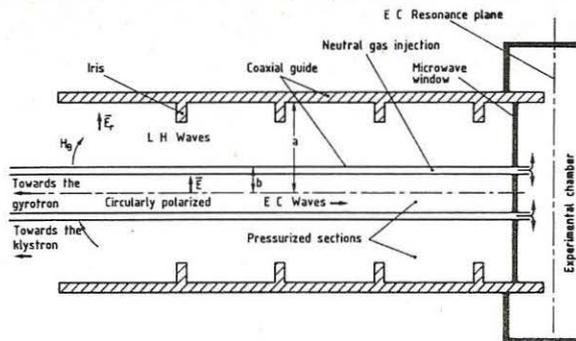 E C Resonance plane
Neutral gas injection
Iris
Coaxial guide
Microwave
window
E⃗r
L H Waves
Hθ
a
Towards the
gyrotron
E⃗
b
Circularly polarized
E C Waves
Towards the
klystron
Pressurized sections
Experimental chamber